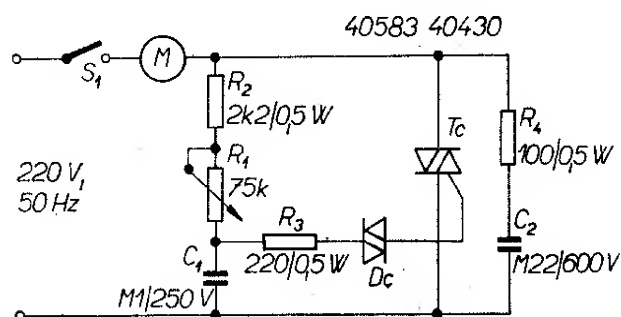 40583 40430
M
S1
R2
2k2/0,5 W
R1
75k
Tc
R4
100/0,5 W
220 V,
50 Hz
R3
220/0,5 W
Dc
C1
M1/250 V
C2
M22/600 V